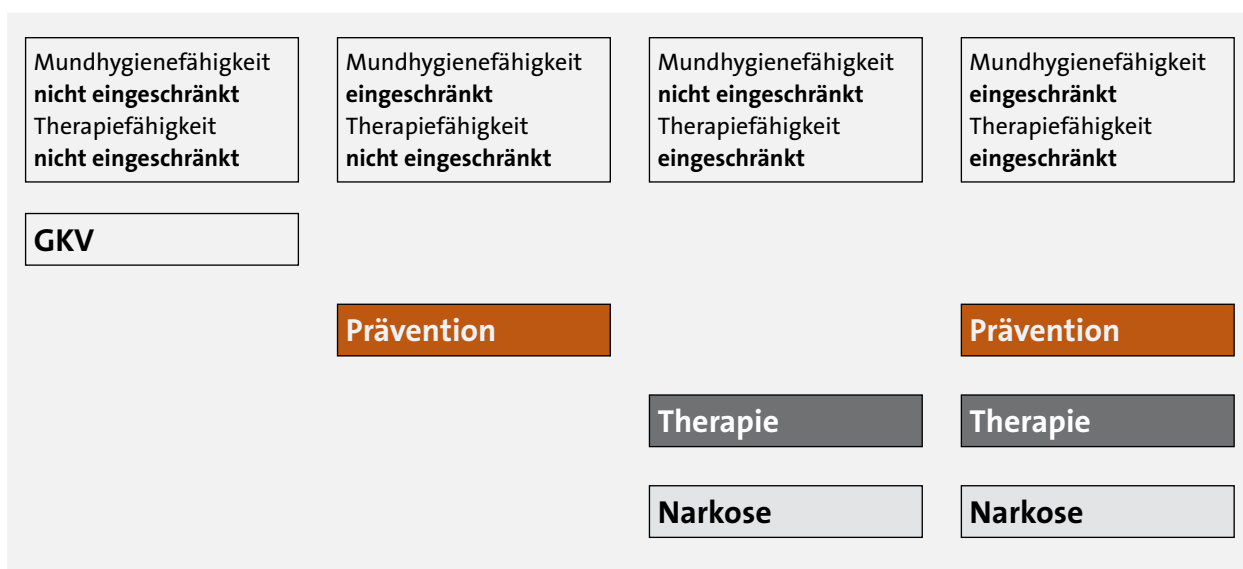 Mundhygienefähigkeit
nicht eingeschränkt
Therapiefähigkeit
nicht eingeschränkt
Mundhygienefähigkeit
eingeschränkt
Therapiefähigkeit
nicht eingeschränkt
Mundhygienefähigkeit
nicht eingeschränkt
Therapiefähigkeit
eingeschränkt
Mundhygienefähigkeit
eingeschränkt
Therapiefähigkeit
eingeschränkt
GKV
Prävention
Prävention
Therapie
Therapie
Narkose
Narkose